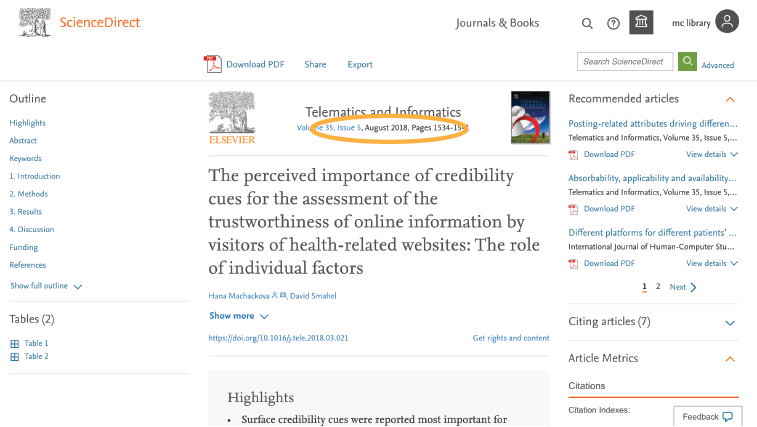 ScienceDirect
Journals & Books
mc library
Download PDF
Share
Export
Search ScienceDirect
Advanced
Outline
Highlights
Abstract
Keywords
1. Introduction
2. Methods
3. Results
4. Discussion
Funding
References
Show full outline
Tables (2)
Table 1
Table 2
ELSEVIER
Telematics and Informatics
Volume 35, Issue 5, August 2018, Pages 1534-
The perceived importance of credibility
cues for the assessment of the
trustworthiness of online information by
visitors of health-related websites: The role
of individual factors
Hana Machackova, David Smahel
Show more
https://doi.org/10.1016/j.tele.2018.03.021
Get rights and content
Highlights
• Surface credibility cues were reported most important for
Recommended articles
Posting-related attributes driving differen...
Telematics and Informatics, Volume 35, Issue 5,...
Download PDF
View details
Absorbability, applicability and availability...
Telematics and Informatics, Volume 35, Issue 5,...
Download PDF
View details
Different platforms for different patients' ...
International Journal of Human-Computer Stu...
Download PDF
View details
1 2 Next
Citing articles (7)
Article Metrics
Citations
Citation Indexes:
Feedback